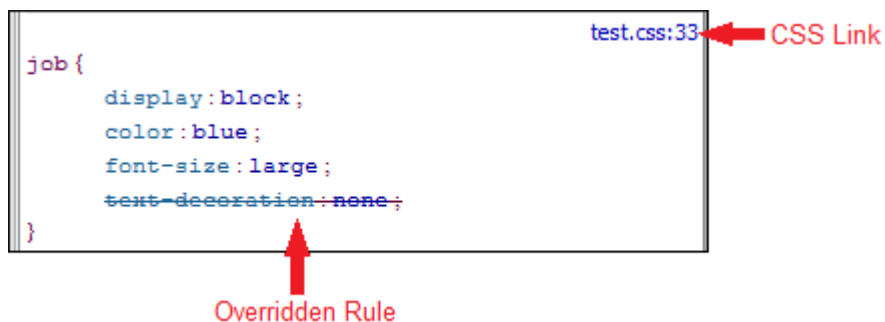 test.css:33 CSS Link
job{
display:block;
color:blue;
font-size:large;
text-decoration:none;
}
Overridden Rule